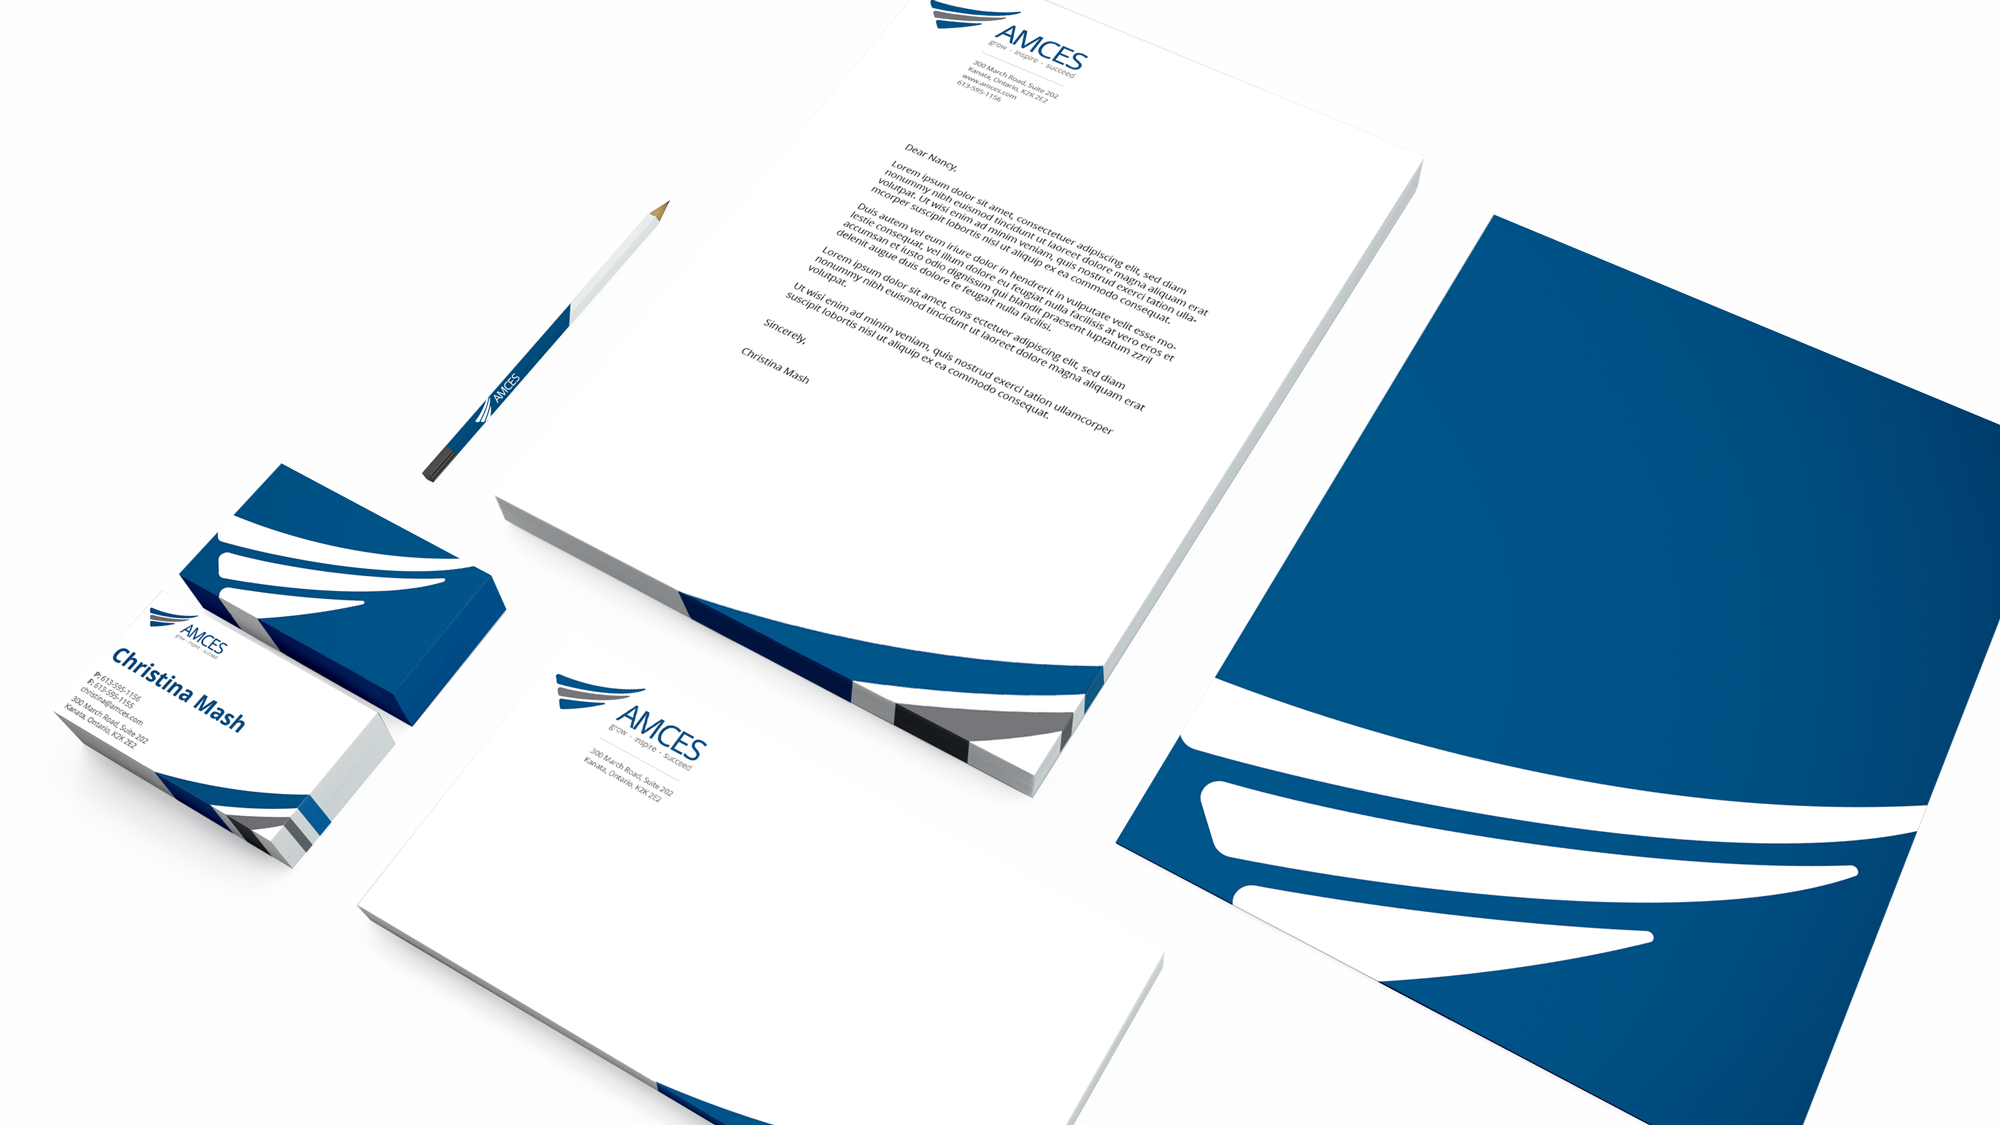 AMCES
grow - inspire - succeed
300 March Road, Suite 202
Kanata, Ontario, K2K 2E2
www.amces.com
613-595-1156
Dear Nancy,
Lorem ipsum dolor sit amet, consectetuer adipiscing elit, sed diam
nonummy nibh euismod tincidunt ut laoreet dolore magna aliquam erat
volutpat. Ut wisi enim ad minim veniam, quis nostrud exerci tation ulla-
mcorper suscipit lobortis nisl ut aliquip ex ea commodo consequat.
Duis autem vel eum iriure dolor in hendrerit in vulputate velit esse mo-
lestie consequat, vel illum dolore eu feugiat nulla facilisis at vero eros et
accumsan et iusto odio dignissim qui blandit praesent luptatum zzril
delenit augue duis dolore te feugait nulla facilisi.
Lorem ipsum dolor sit amet, cons ectetuer adipiscing elit, sed diam
nonummy nibh euismod tincidunt ut laoreet dolore magna aliquam erat
volutpat.
Ut wisi enim ad minim veniam, quis nostrud exerci tation ullamcorper
suscipit lobortis nisl ut aliquip ex ea commodo consequat.
Sincerely,
Christina Mash
AMCES
AMCES
grow - inspire - succeed
Christina Mash
P: 613-595-1156
F: 613-595-1155
christina@amces.com
300 March Road, Suite 202
Kanata, Ontario, K2K 2E2
AMCES
grow - inspire - succeed
300 March Road, Suite 202
Kanata, Ontario, K2K 2E2